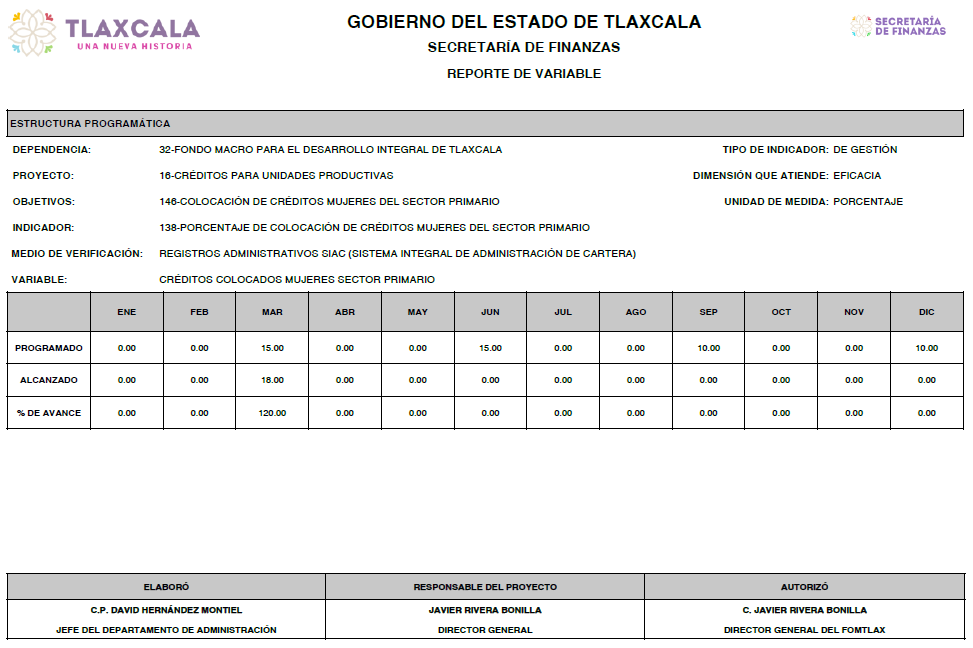 TLAXCALA
UNA NUEVA HISTORIA
GOBIERNO DEL ESTADO DE TLAXCALA
SECRETARÍA DE FINANZAS
REPORTE DE VARIABLE
SECRETARÍA
DE FINANZAS
ESTRUCTURA PROGRAMÁTICA
DEPENDENCIA: 32-FONDO MACRO PARA EL DESARROLLO INTEGRAL DE TLAXCALA TIPO DE INDICADOR: DE GESTIÓN
PROYECTO: 16-CRÉDITOS PARA UNIDADES PRODUCTIVAS DIMENSIÓN QUE ATIENDE: EFICACIA
OBJETIVOS: 146-COLOCACIÓN DE CRÉDITOS MUJERES DEL SECTOR PRIMARIO UNIDAD DE MEDIDA: PORCENTAJE
INDICADOR: 138-PORCENTAJE DE COLOCACIÓN DE CRÉDITOS MUJERES DEL SECTOR PRIMARIO
MEDIO DE VERIFICACIÓN: REGISTROS ADMINISTRATIVOS SIAC (SISTEMA INTEGRAL DE ADMINISTRACIÓN DE CARTERA)
VARIABLE: CRÉDITOS COLOCADOS MUJERES SECTOR PRIMARIO
ENE FEB MAR ABR MAY JUN JUL AGO SEP OCT NOV DIC
PROGRAMADO 0.00 0.00 15.00 0.00 0.00 15.00 0.00 0.00 10.00 0.00 0.00 10.00
ALCANZADO 0.00 0.00 18.00 0.00 0.00 0.00 0.00 0.00 0.00 0.00 0.00 0.00
% DE AVANCE 0.00 0.00 120.00 0.00 0.00 0.00 0.00 0.00 0.00 0.00 0.00 0.00
ELABORÓ RESPONSABLE DEL PROYECTO AUTORIZÓ
C.P. DAVID HERNÁNDEZ MONTIEL JAVIER RIVERA BONILLA C. JAVIER RIVERA BONILLA
JEFE DEL DEPARTAMENTO DE ADMINISTRACIÓN DIRECTOR GENERAL DIRECTOR GENERAL DEL FOMTLAX